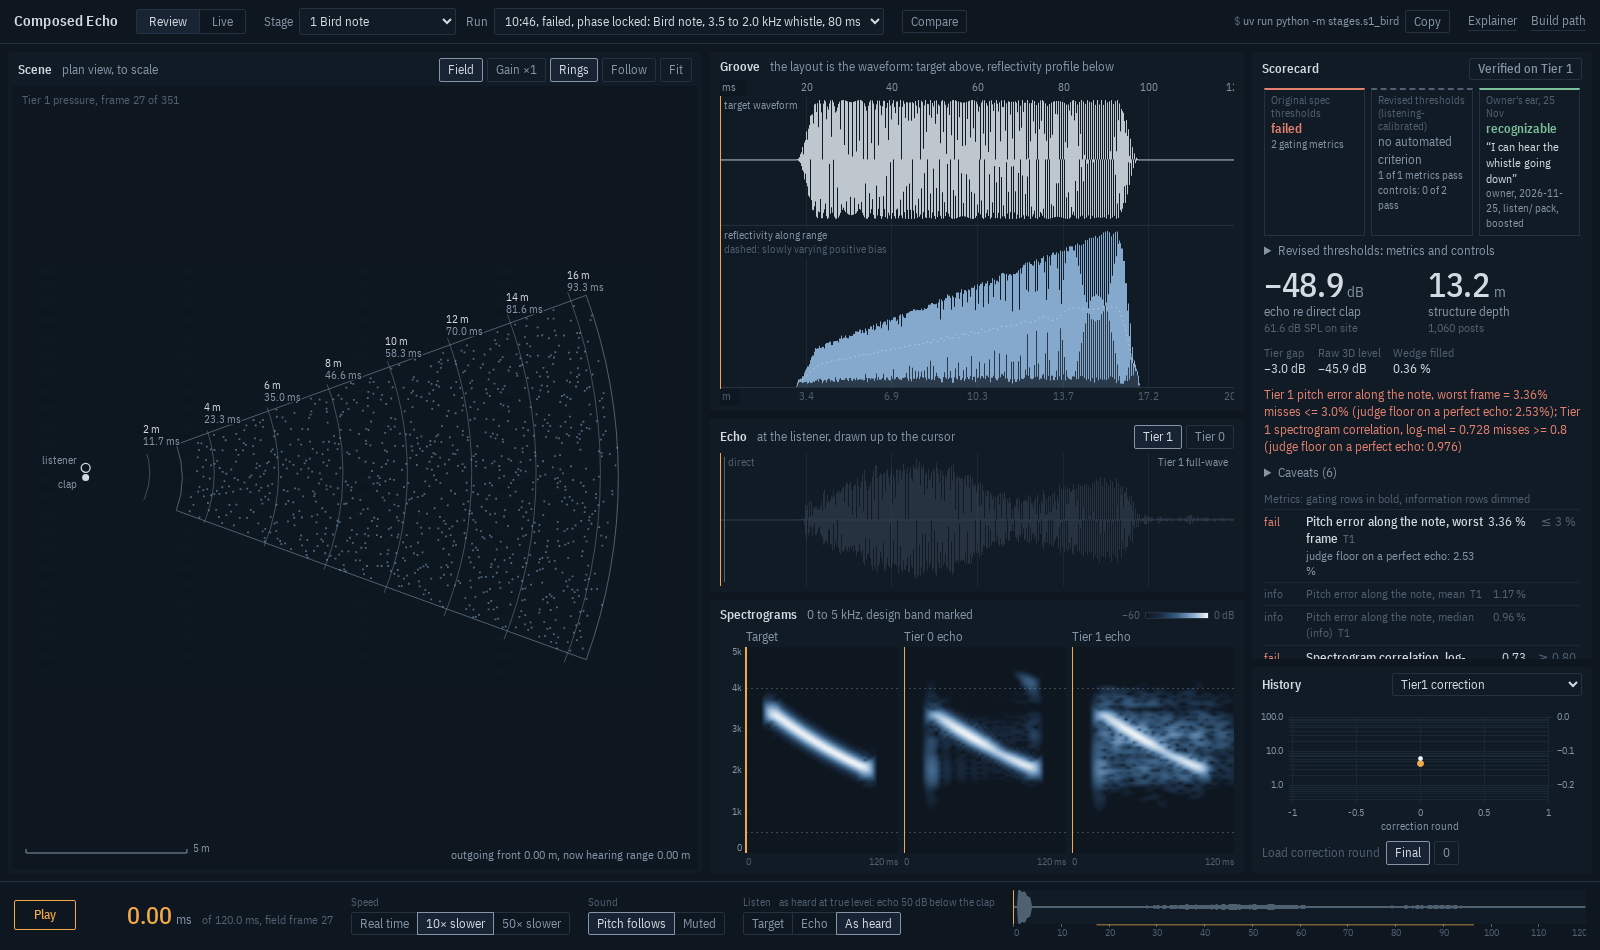 Composed Echo
Review
Live
Stage
1 Bird note
Run
10:46, failed, phase locked: Bird note, 3.5 to 2.0 kHz whistle, 80 ms
Compare
$ uv run python -m stages.s1_bird
Copy
Explainer
Build path
Scene
plan view, to scale
Field
Gain ×1
Rings
Follow
Fit
Tier 1 pressure, frame 27 of 351
16 m
93.3 ms
14 m
81.6 ms
12 m
70.0 ms
10 m
58.3 ms
8 m
46.6 ms
6 m
35.0 ms
4 m
23.3 ms
2 m
11.7 ms
listener
clap
5 m
outgoing front 0.00 m, now hearing range 0.00 m
Groove
the layout is the waveform: target above, reflectivity profile below
ms
20
40
60
80
100
target waveform
reflectivity along range
dashed: slowly varying positive bias
m
3.4
6.9
10.3
13.7
17.2
20
Echo
at the listener, drawn up to the cursor
Tier 1
Tier 0
direct
Tier 1 full-wave
Spectrograms
0 to 5 kHz, design band marked
−60
0 dB
Target
Tier 0 echo
Tier 1 echo
5k
4k
3k
2k
1k
0
0
120 ms
0
120 ms
0
120 ms
Scorecard
Verified on Tier 1
Original spec
thresholds
failed
2 gating metrics
Revised thresholds
(listening-
calibrated)
no automated
criterion
1 of 1 metrics pass
controls: 0 of 2
pass
Owner's ear, 25
Nov
recognizable
“I can hear the
whistle going
down”
owner, 2026-11-
25, listen/ pack,
boosted
Revised thresholds: metrics and controls
−48.9 dB
echo re direct clap
61.6 dB SPL on site
13.2 m
structure depth
1,060 posts
Tier gap
−3.0 dB
Raw 3D level
−45.9 dB
Wedge filled
0.36 %
Tier 1 pitch error along the note, worst frame = 3.36%
misses <= 3.0% (judge floor on a perfect echo: 2.53%); Tier
1 spectrogram correlation, log-mel = 0.728 misses >= 0.8
(judge floor on a perfect echo: 0.976)
Caveats (6)
Metrics: gating rows in bold, information rows dimmed
fail
Pitch error along the note, worst
frame T1
3.36 %
≤ 3 %
judge floor on a perfect echo: 2.53
%
info
Pitch error along the note, mean T1
1.17 %
info
Pitch error along the note, median
(info) T1
0.96 %
fail
Spectrogram correlation, log-
0.73
≥ 0.80
History
Tier1 correction
100.0
10.0
1.0
0.0
−0.1
−0.2
-1
-0.5
0
0.5
1
correction round
Load correction round
Final
0
Play
0.00 ms
of 120.0 ms, field frame 27
Speed
Real time
10× slower
50× slower
Sound
Pitch follows
Muted
Listen
as heard at true level: echo 50 dB below the clap
Target
Echo
As heard
0
10
20
30
40
50
60
70
80
90
100
110
120